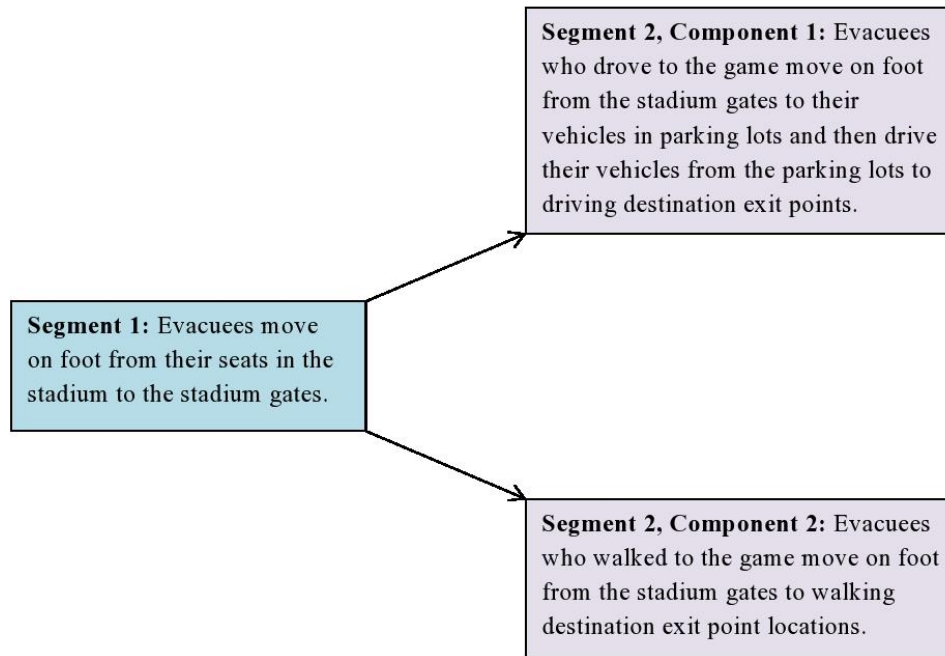 Segment 2, Component 1: Evacuees
who drove to the game move on foot
from the stadium gates to their
vehicles in parking lots and then drive
their vehicles from the parking lots to
driving destination exit points.
Segment 1: Evacuees move
on foot from their seats in the
stadium to the stadium gates.
Segment 2, Component 2: Evacuees
who walked to the game move on foot
from the stadium gates to walking
destination exit point locations.